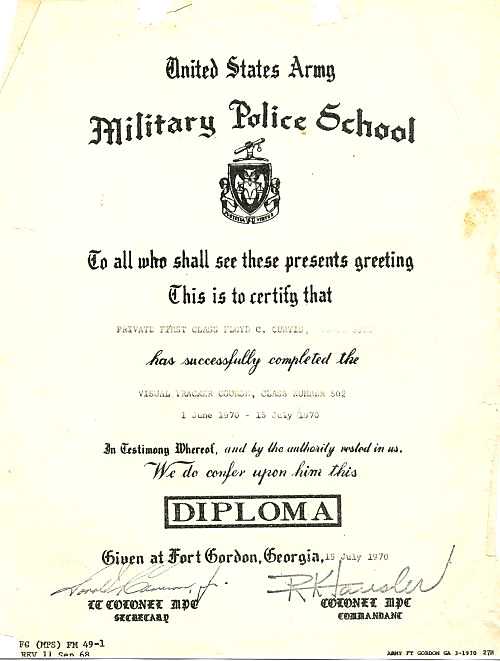 United States Army
Military Police School
To all who shall see these presents greeting
This is to certify that
PRIVATE FIRST CLASS FLOYD C. CURTIS,
has successfully completed the
VISUAL TRACKER COURSE, CLASS NUMBER 502
1 June 1970 - 15 July 1970
In Testimony Whereof, and by the authority vested in us.
We do confer upon him this
DIPLOMA
Given at Fort Gordon, Georgia, 15 July 1970
LT COLONEL MPC
SECRETARY
COLONEL MPC
COMMANDANT
FG (MPS) FM 49-1
REV 11 Sep 68
ARMY FT GORDON GA 3-1970 27M